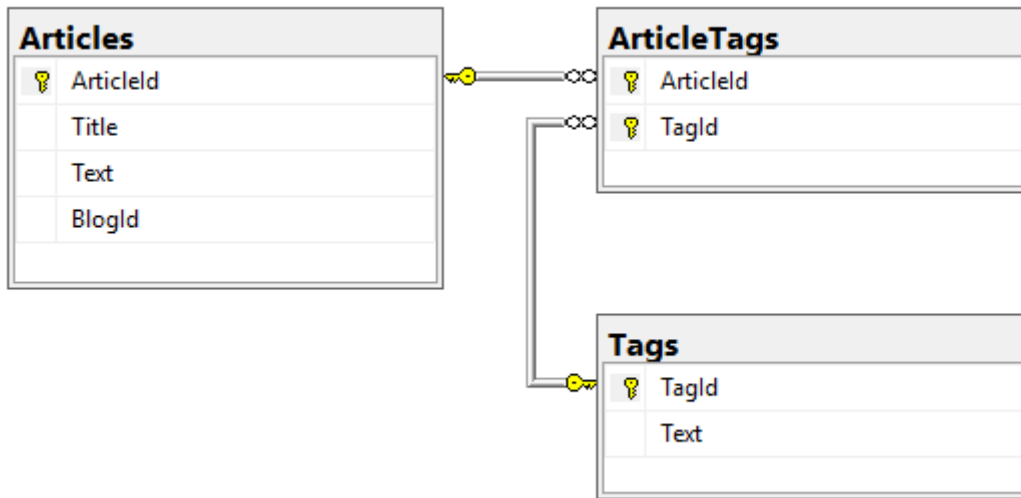 Articles
ArticleId
Title
Text
BlogId
ArticleTags
ArticleId
TagId
Tags
TagId
Text